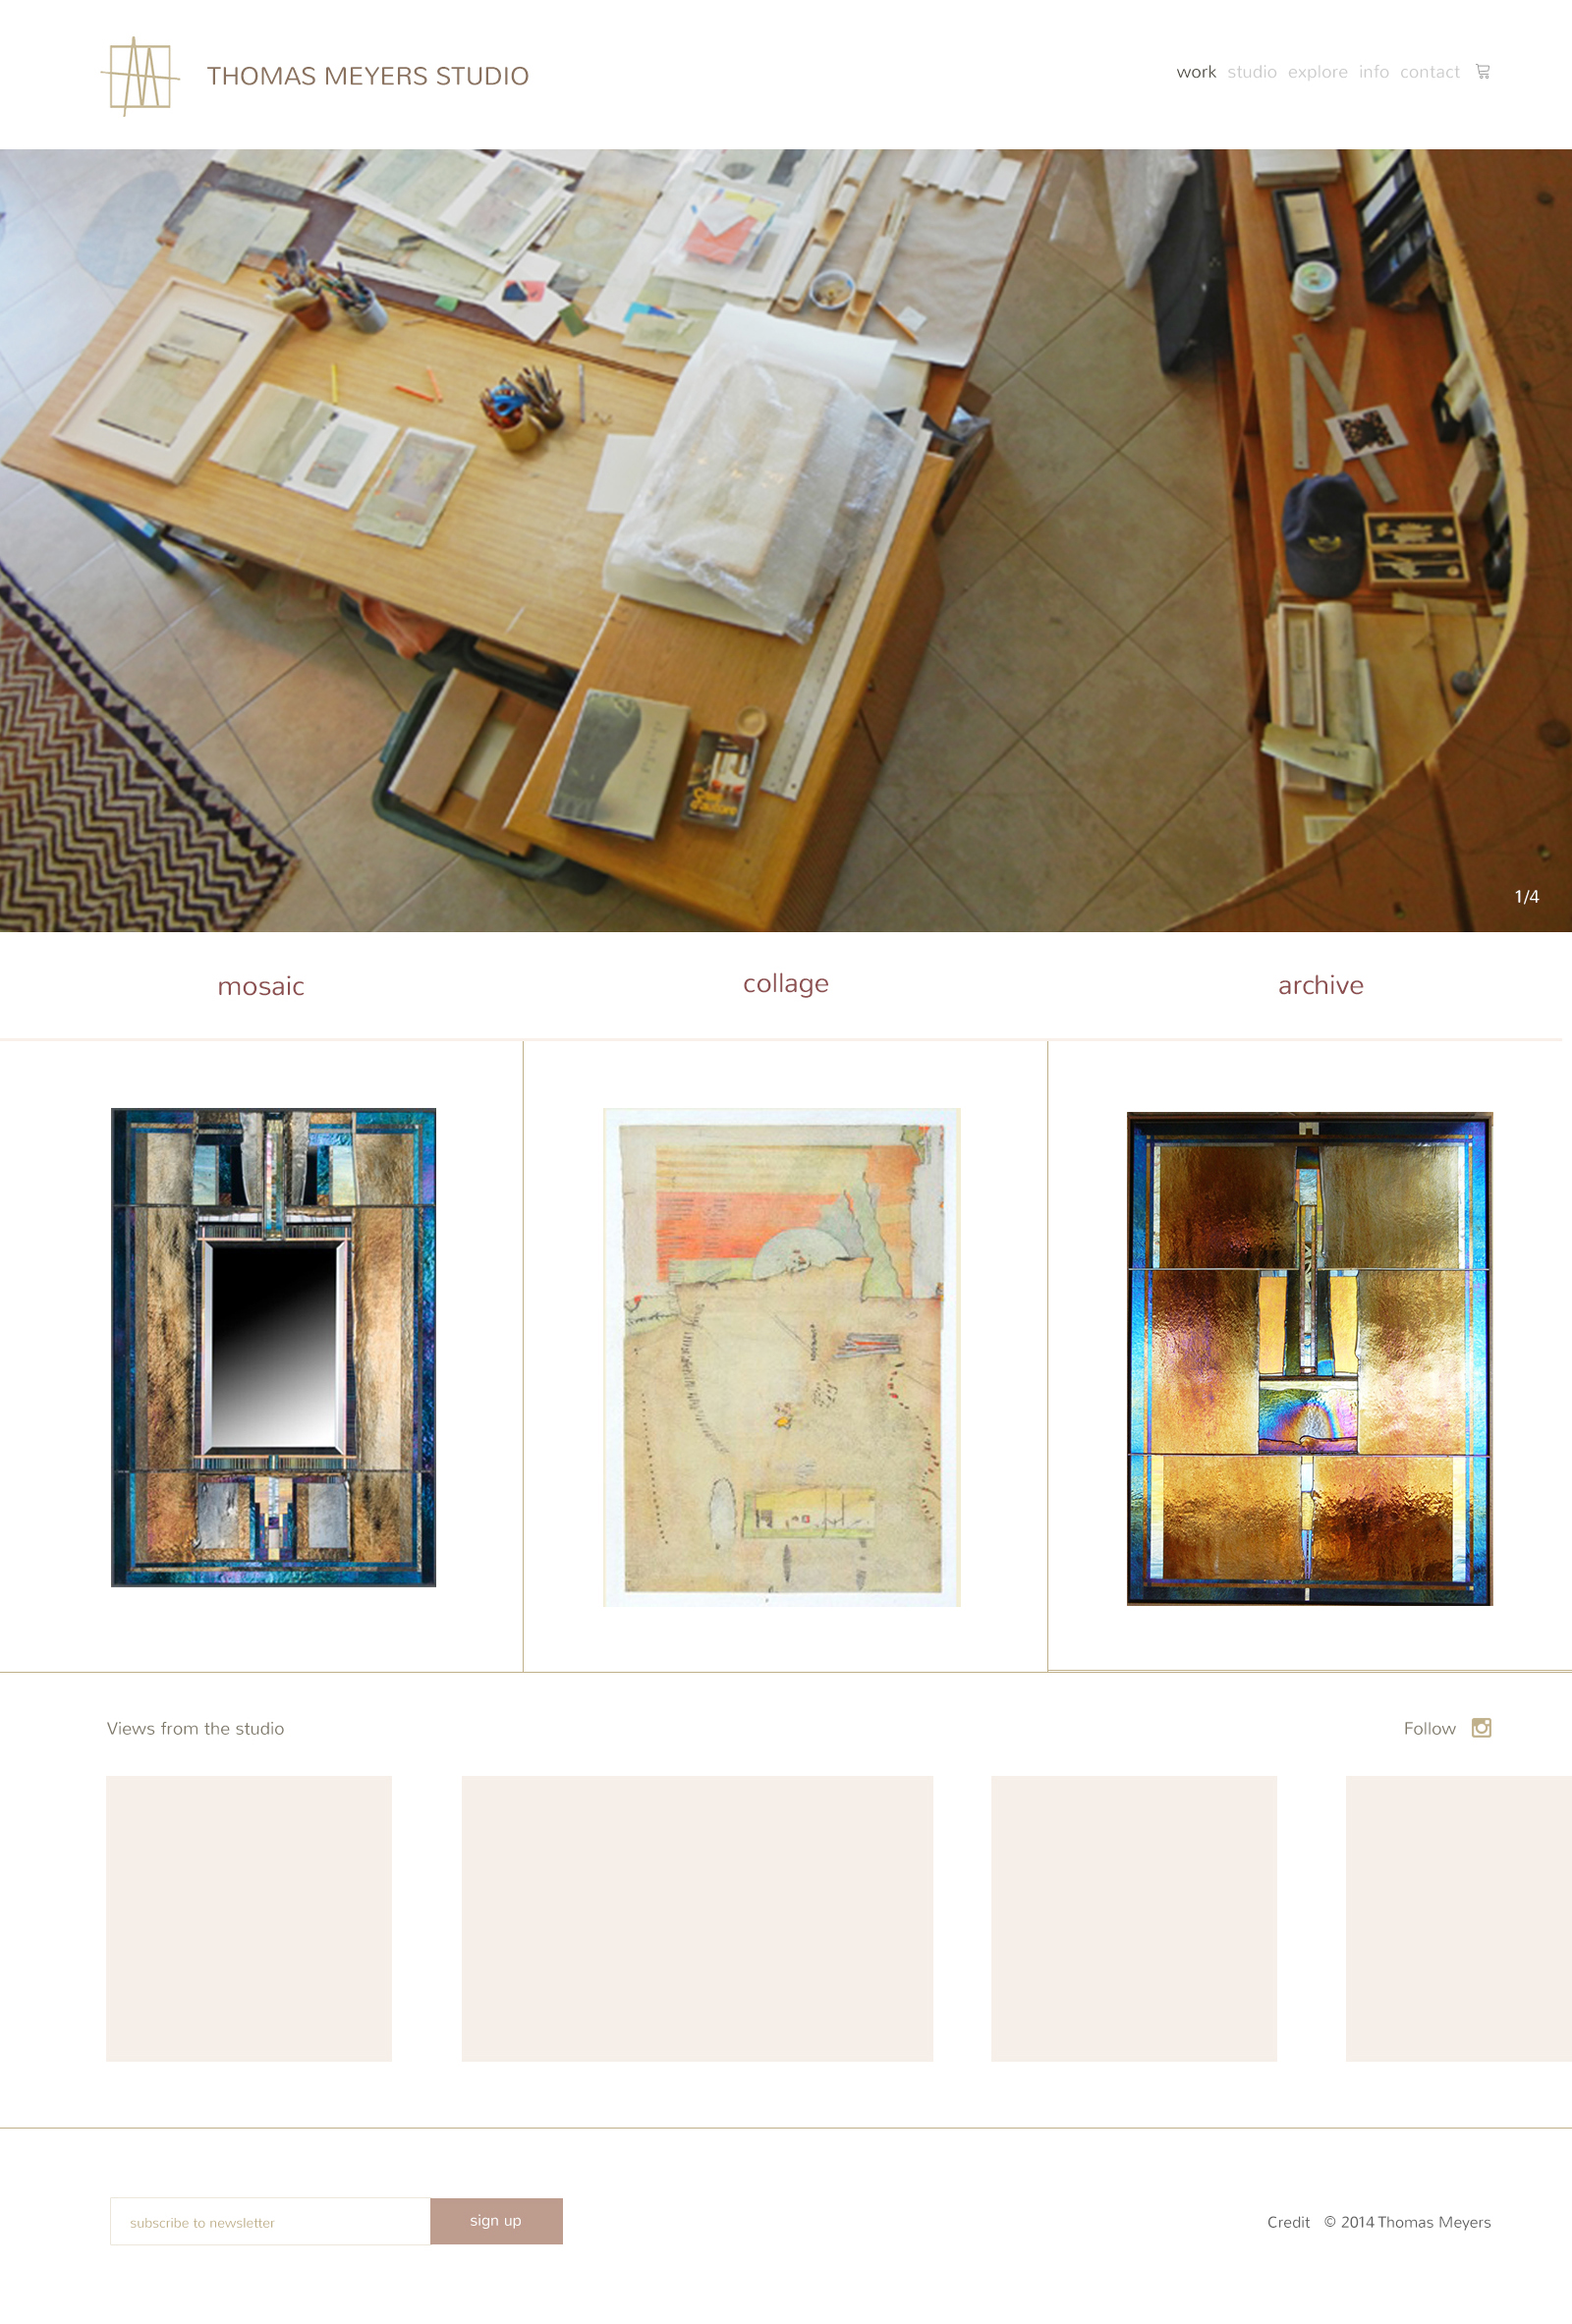 THOMAS MEYERS STUDIO
work studio explore info contact
1/4
mosaic
collage
archive
Views from the studio
Follow
subscribe to newsletter
sign up
Credit © 2014 Thomas Meyers